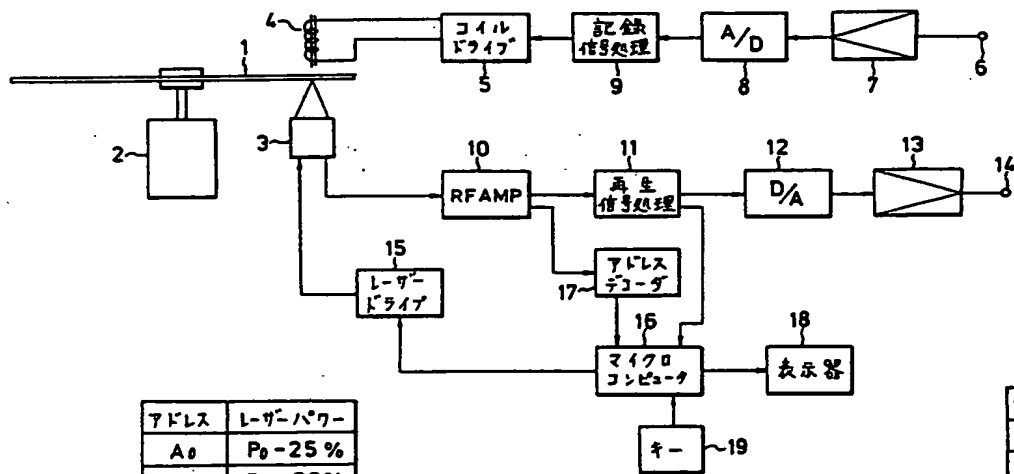 4
コイル
ドライブ
5
記録
信号処理
9
A/D
8
7
6
1
2
3
10
RF AMP
11
再生
信号処理
12
D/A
13
14
15
レーザー
ドライブ
17
アドレス
デコーダ
16
マイクロ
コンピュータ
18
表示器
キー
19
アドレス レーザーパワー
A0 P0-25%